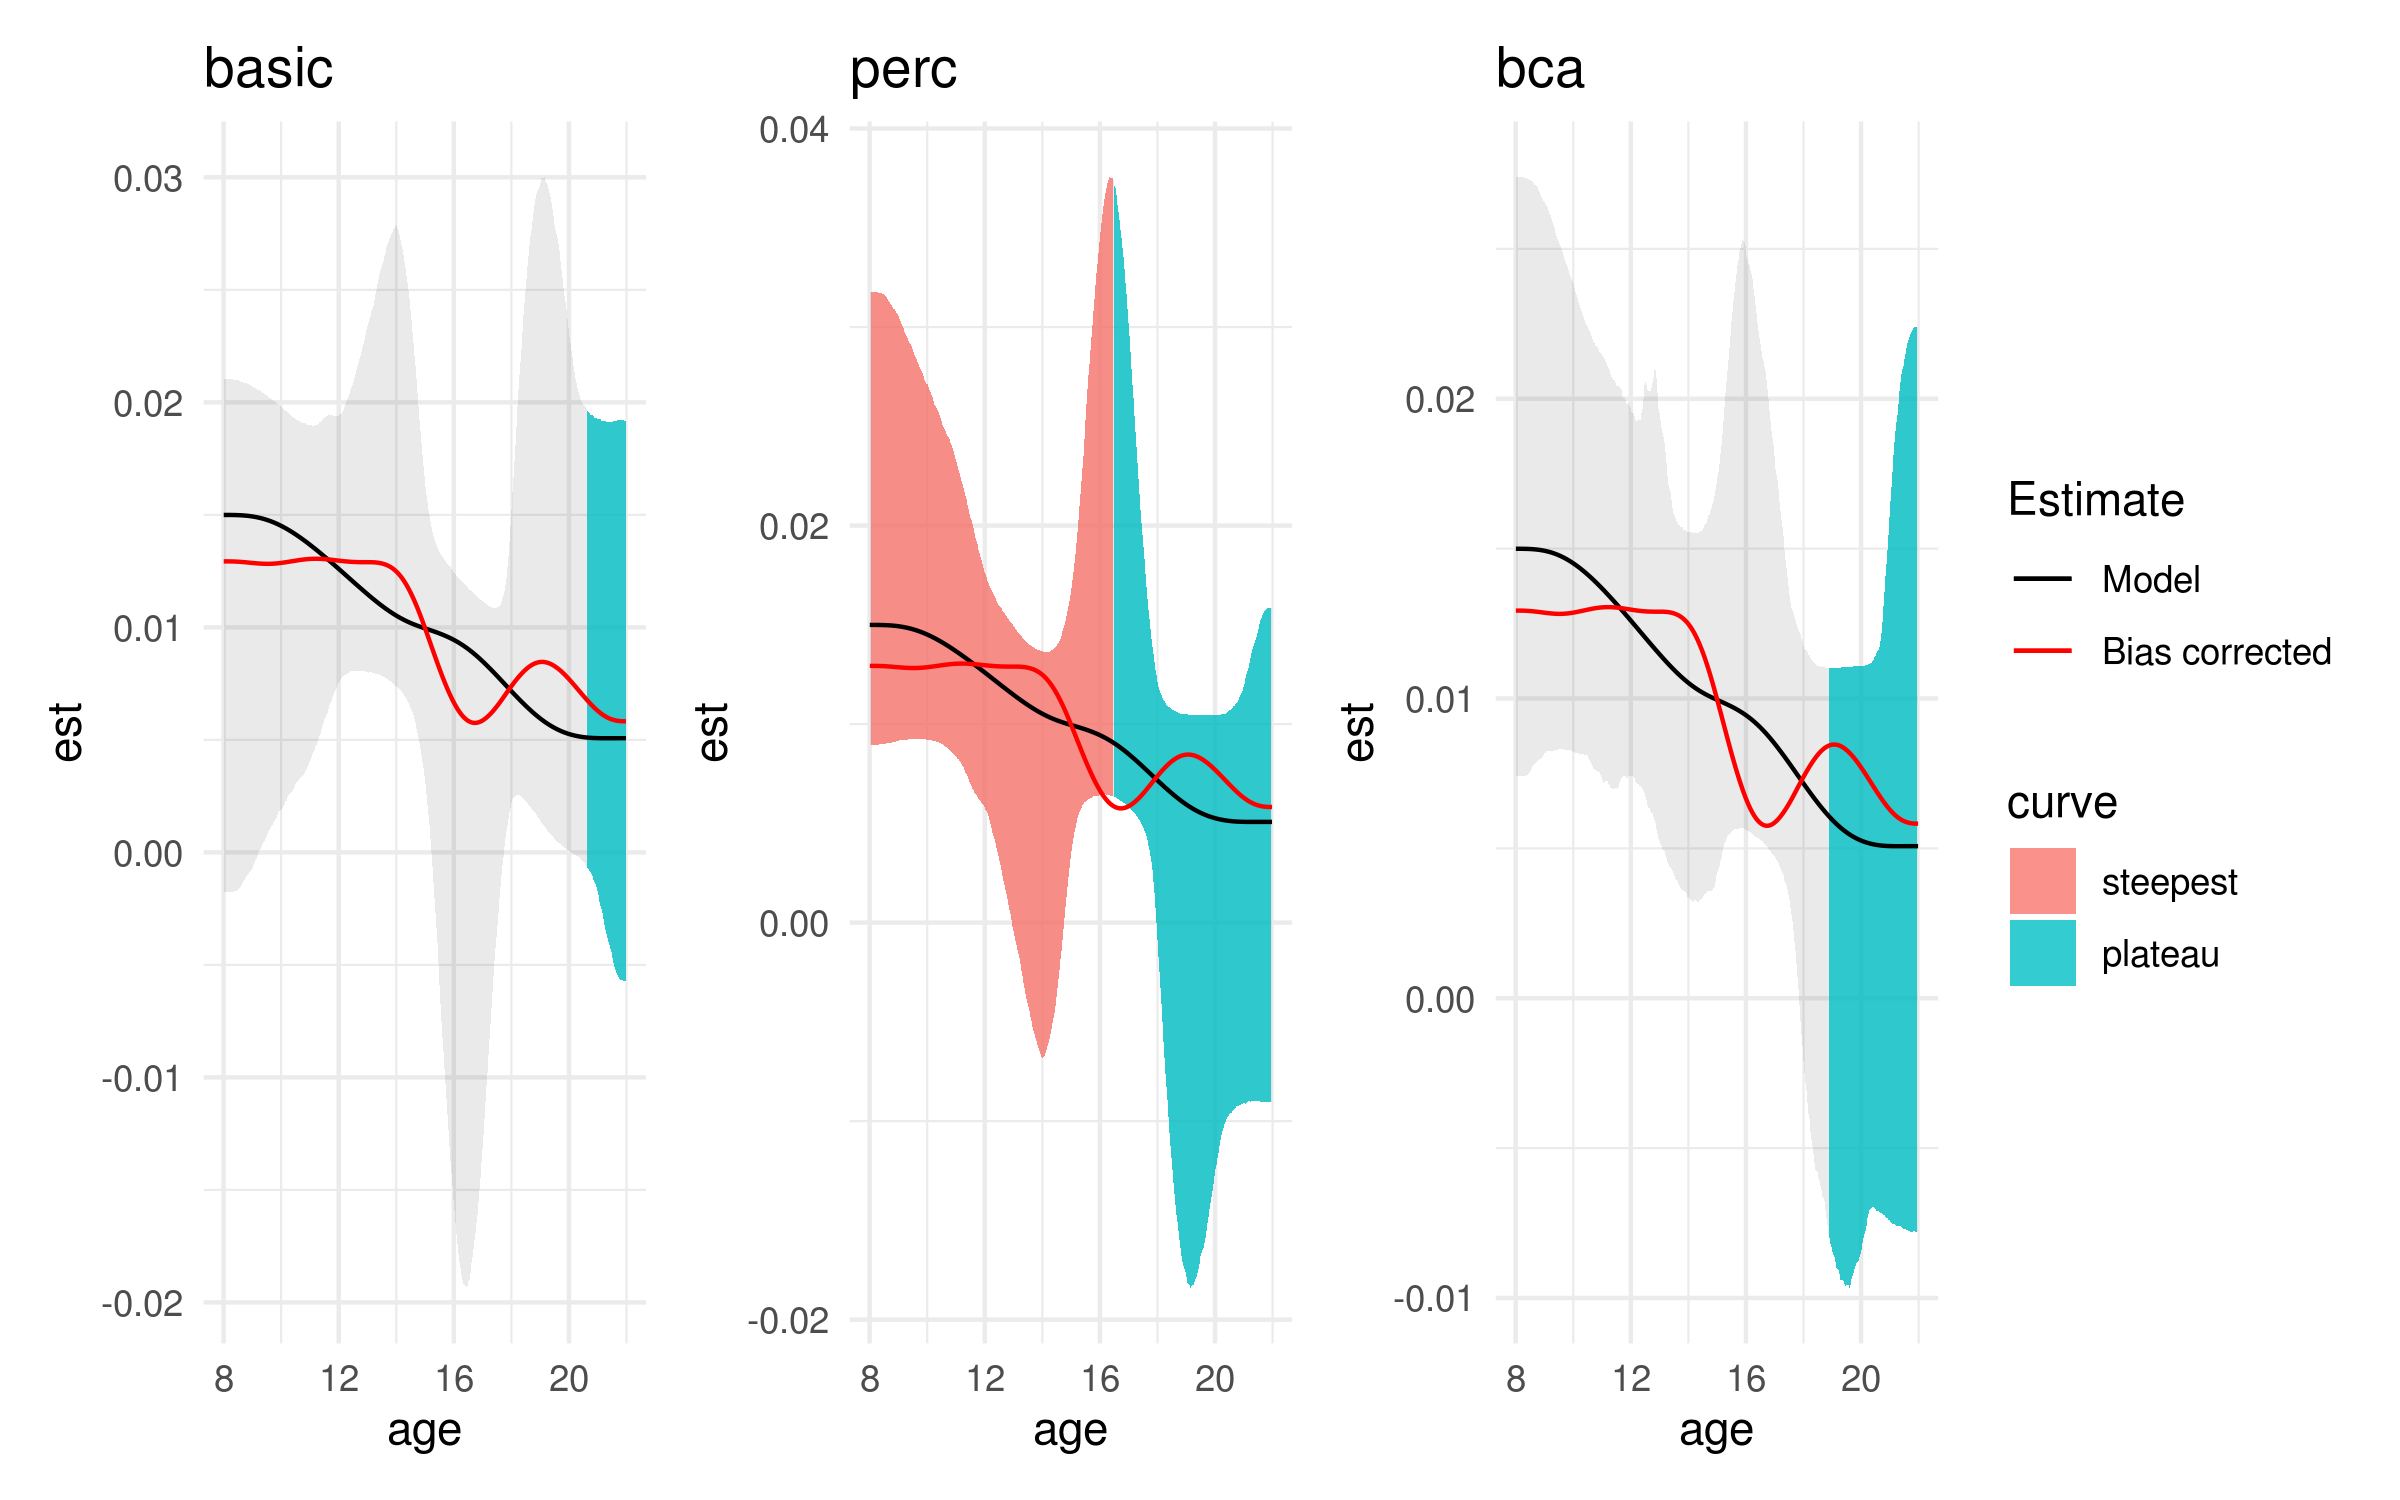 basic
0.03
0.02
0.01
0.00
-0.01
-0.02
8 12 16 20
age
est
perc
0.04
0.02
0.00
-0.02
8 12 16 20
age
est
bca
0.02
0.01
0.00
-0.01
8 12 16 20
age
est
Estimate
Model
Bias corrected
curve
steepest
plateau